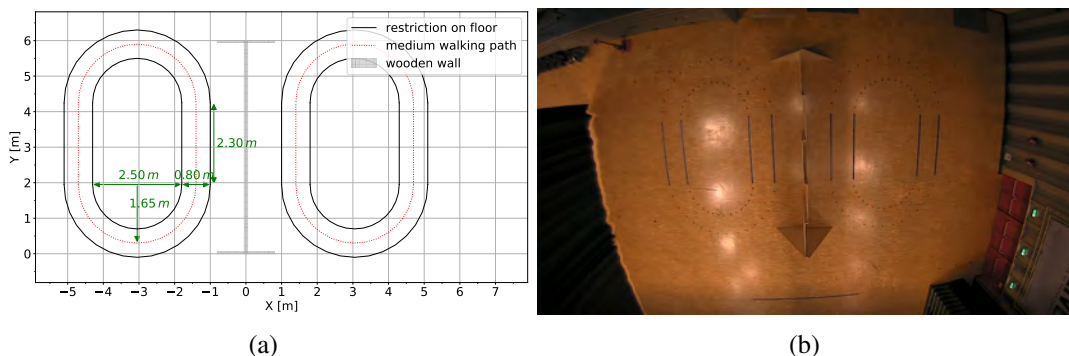 restriction on floor
medium walking path
wooden wall
6
5
4
3
2
1
0
Y [m]
2.30 m
2.50 m
0.80 m
1.65 m
−5 −4 −3 −2 −1 0 1 2 3 4 5 6 7
X [m]
(a)
(b)